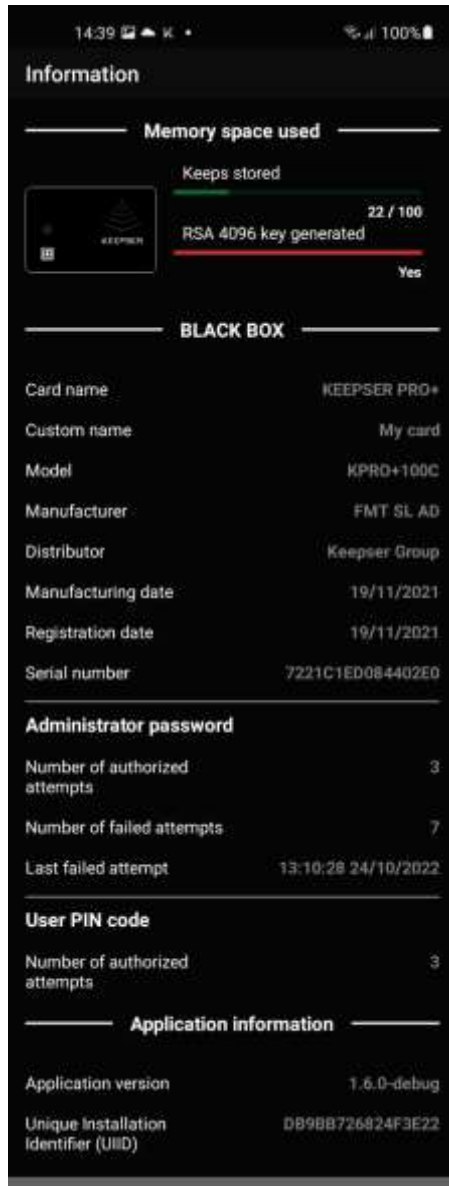 14:39 K • 100%
Information
Memory space used
Keeps stored
22 / 100
RSA 4096 key generated
KEEPSER
Yes
BLACK BOX
Card name KEEPSER PRO+
Custom name My card
Model KPRO+100C
Manufacturer FMT SL AD
Distributor Keepser Group
Manufacturing date 19/11/2021
Registration date 19/11/2021
Serial number 7221C1ED084402E0
Administrator password
Number of authorized 3
attempts
Number of failed attempts 7
Last failed attempt 13:10:28 24/10/2022
User PIN code
Number of authorized 3
attempts
Application information
Application version 1.6.0-debug
Unique Installation DB9BB726824F3E22
Identifier (UIID)